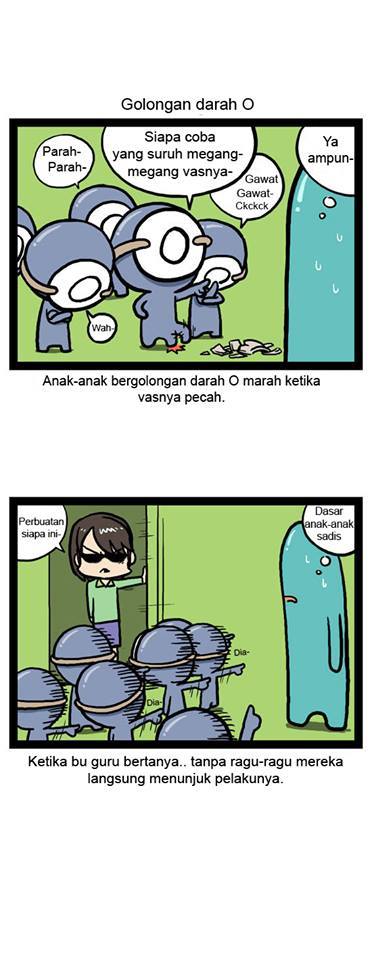 Golongan darah O
Parah-
Parah-
Siapa coba
yang suruh megang-
megang vasnya-
Gawat
Gawat-
Ckckck
Ya
ampun-
Wah-
Anak-anak bergolongan darah O marah ketika
vasnya pecah.
Perbuatan
siapa ini-
Dasar
anak-anak
sadis
Dia-
Dia-
Ketika bu guru bertanya.. tanpa ragu-ragu mereka
langsung menunjuk pelakunya.